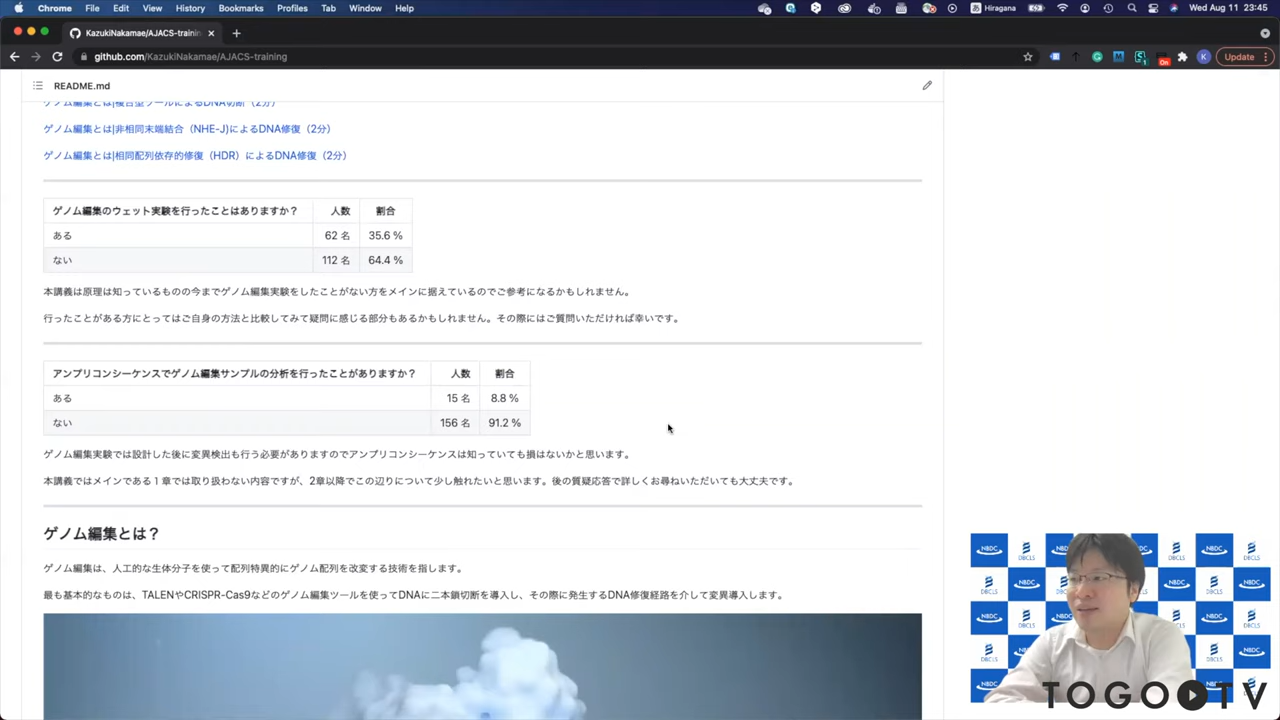 Chrome File Edit View History Bookmarks Profiles Tab Window Help Hiragana Wed Aug 11 23:45
KazukiNakamae/AJACS-trainin
github.com/KazukiNakamae/AJACS-training On K Update
README.md
ゲノム編集とは|複合型ツールによるDNA切断（2分）
ゲノム編集とは|非相同末端結合（NHE-J)によるDNA修復（2分）
ゲノム編集とは|相同配列依存的修復（HDR）によるDNA修復（2分）
ゲノム編集のウェット実験を行ったことはありますか？ 人数 割合
ある 62 名 35.6 %
ない 112 名 64.4 %
本講義は原理は知っているものの今までゲノム編集実験をしたことがない方をメインに据えているのでご参考になるかもしれません。
行ったことがある方にとってはご自身の方法と比較してみて疑問に感じる部分もあるかもしれません。その際にはご質問いただければ幸いです。
アンプリコンシーケンスでゲノム編集サンプルの分析を行ったことがありますか？ 人数 割合
ある 15 名 8.8 %
ない 156 名 91.2 %
ゲノム編集実験では設計した後に変異検出も行う必要がありますのでアンプリコンシーケンスは知っていても損はないかと思います。
本講義ではメインである１章では取り扱わない内容ですが、2章以降でこの辺りについて少し触れたいと思います。後の質疑応答で詳しくお尋ねいただいても大丈夫です。
ゲノム編集とは？
ゲノム編集は、人工的な生体分子を使って配列特異的にゲノム配列を改変する技術を指します。
最も基本的なものは、TALENやCRISPR-Cas9などのゲノム編集ツールを使ってDNAに二本鎖切断を導入し、その際に発生するDNA修復経路を介して変異導入します。
NBDC DBCLS
TOGO TV